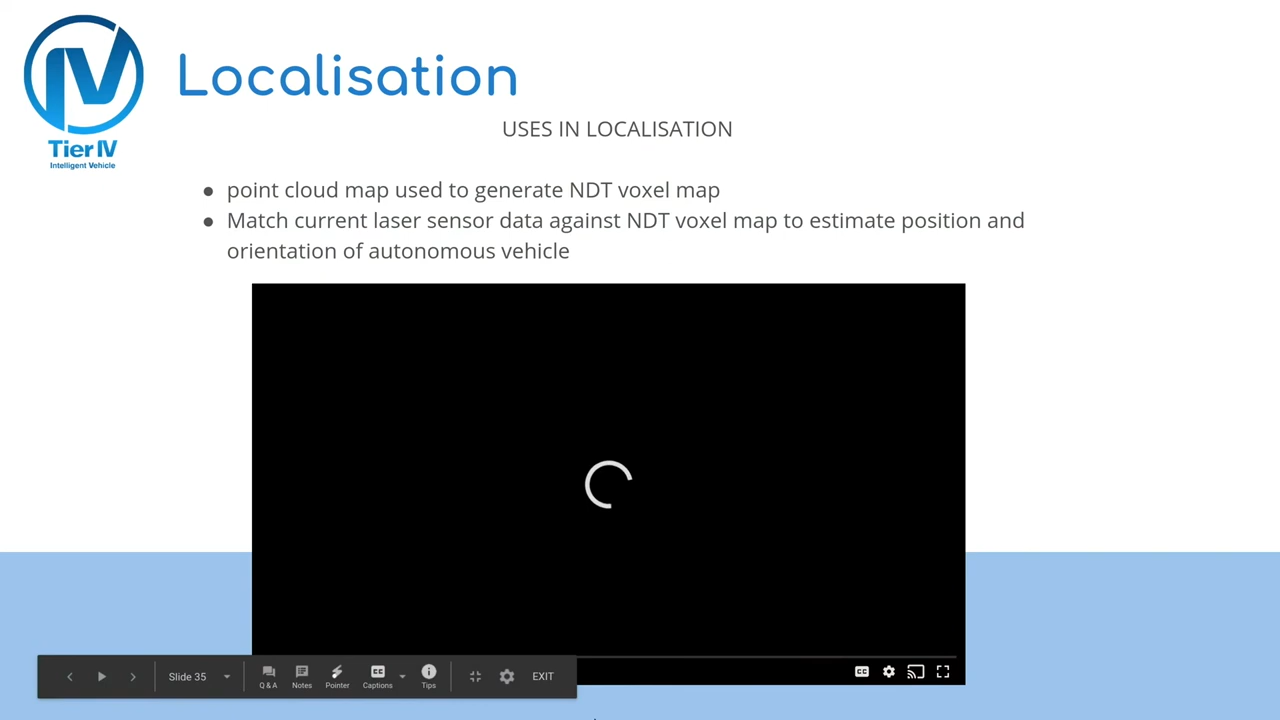 Localisation
Tier IV
Intelligent Vehicle
USES IN LOCALISATION
● point cloud map used to generate NDT voxel map
● Match current laser sensor data against NDT voxel map to estimate position and
orientation of autonomous vehicle
Slide 35
Q & A
Notes
Pointer
CC
Captions
Tips
EXIT
CC